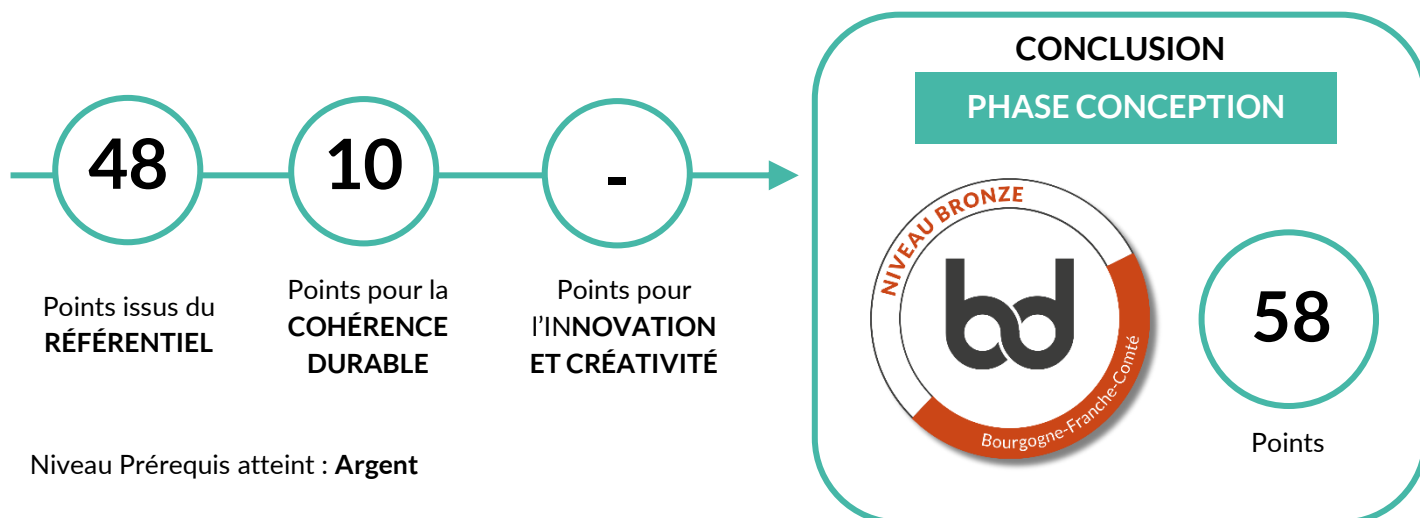 48
Points issus du
RÉFÉRENTIEL
10
Points pour la
COHÉRENCE
DURABLE
-
Points pour
l'INNOVATION
ET CRÉATIVITÉ
Niveau Prérequis atteint : Argent
CONCLUSION
PHASE CONCEPTION
NIVEAU BRONZE
bd
Bourgogne-Franche-Comté
58
Points